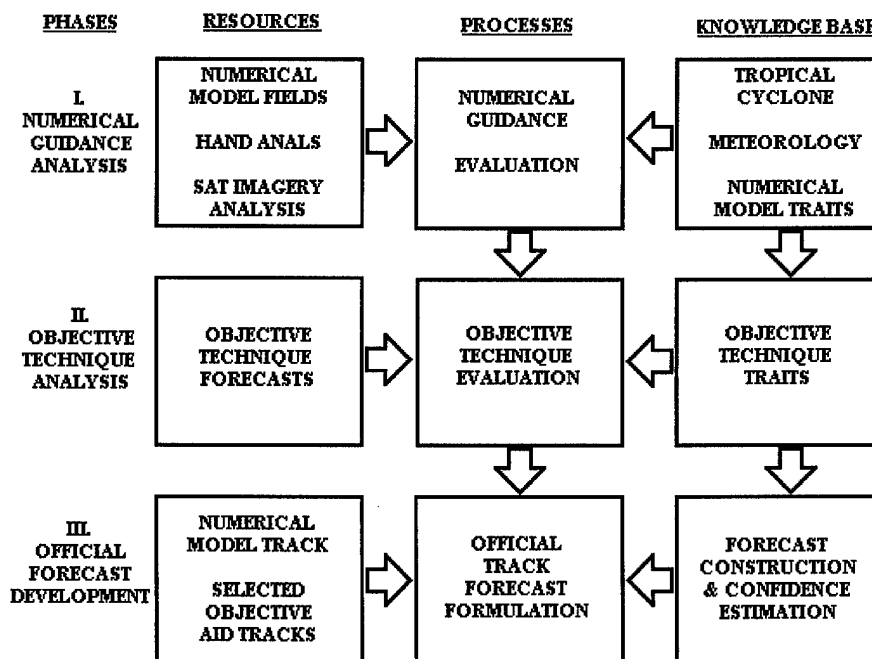 PHASES
RESOURCES
PROCESSES
KNOWLEDGE BASE
I.
NUMERICAL
GUIDANCE
ANALYSIS
NUMERICAL
MODEL FIELDS
HAND ANALS
SAT IMAGERY
ANALYSIS
NUMERICAL
GUIDANCE
EVALUATION
TROPICAL
CYCLONE
METEOROLOGY
NUMERICAL
MODEL TRAITS
II.
OBJECTIVE
TECHNIQUE
ANALYSIS
OBJECTIVE
TECHNIQUE
FORECASTS
OBJECTIVE
TECHNIQUE
EVALUATION
OBJECTIVE
TECHNIQUE
TRAITS
III.
OFFICIAL
FORECAST
DEVELOPMENT
NUMERICAL
MODEL TRACK
SELECTED
OBJECTIVE
AID TRACKS
OFFICIAL
TRACK
FORECAST
FORMULATION
FORECAST
CONSTRUCTION
& CONFIDENCE
ESTIMATION